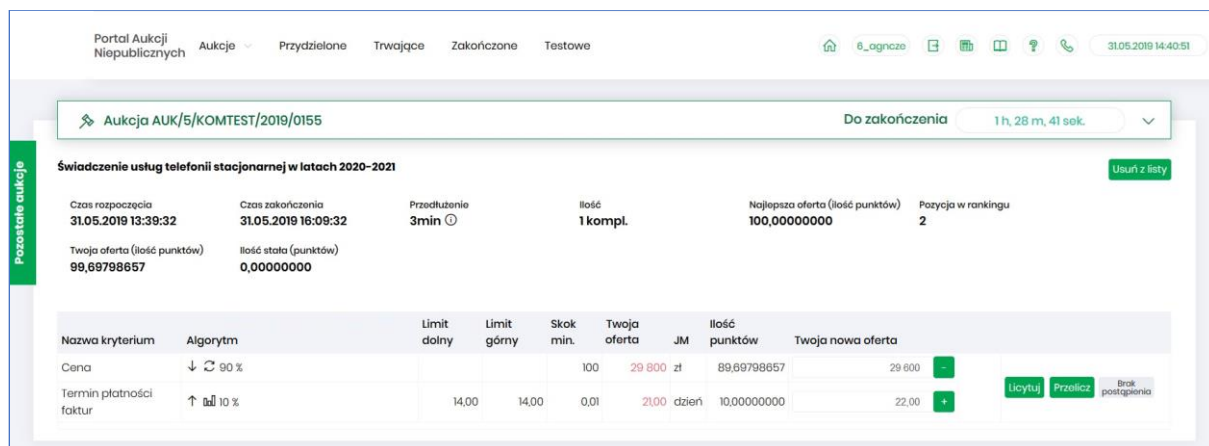 Portal Aukcji
Niepublicznych
Aukcje Przydzielone Trwające Zakończone Testowe 6_agncze 31.05.2019 14:40:51
Pozostałe aukcje
Aukcja AUK/5/KOMTEST/2019/0155 Do zakończenia 1 h, 28 m, 41 sek.
Świadczenie usług telefonii stacjonarnej w latach 2020-2021 Usuń z listy
Czas rozpoczęcia Czas zakończenia Przedłużenie Ilość Najlepsza oferta (ilość punktów) Pozycja w rankingu
31.05.2019 13:39:32 31.05.2019 16:09:32 3min 1 kompl. 100,00000000 2
Twoja oferta (ilość punktów) Ilość stała (punktów)
99,69798657 0,00000000
Nazwa kryterium Algorytm Limit dolny Limit górny Skok min. Twoja oferta JM Ilość punktów Twoja nowa oferta
Cena ↓ 90 % 100 29 800 zł 89,69798657 29 600 -
Termin płatności faktur ↑ 10 % 14,00 14,00 0,01 21,00 dzień 10,00000000 22,00 +
Licytuj Przelicz Brak postąpienia